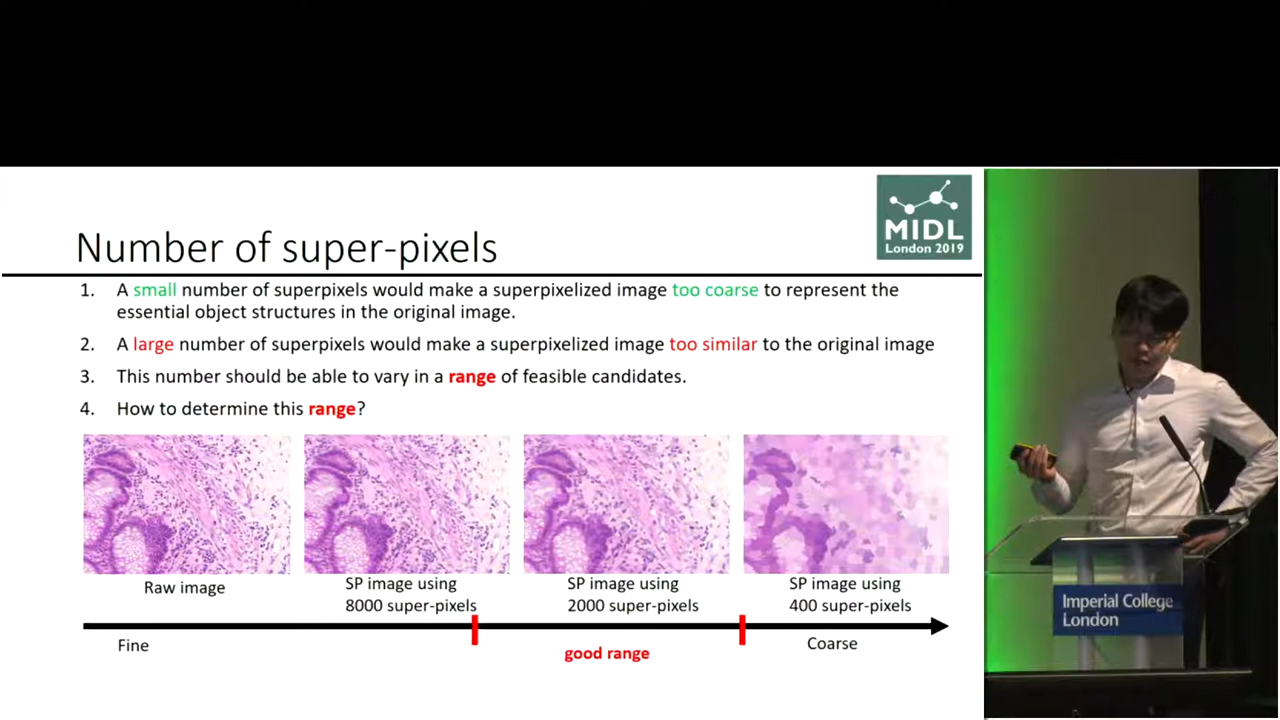 MIDL
London 2019
Number of super-pixels
1. A small number of superpixels would make a superpixelized image too coarse to represent the
essential object structures in the original image.
2. A large number of superpixels would make a superpixelized image too similar to the original image
3. This number should be able to vary in a range of feasible candidates.
4. How to determine this range?
Raw image
SP image using
8000 super-pixels
SP image using
2000 super-pixels
SP image using
400 super-pixels
Fine
good range
Coarse
Imperial College
London